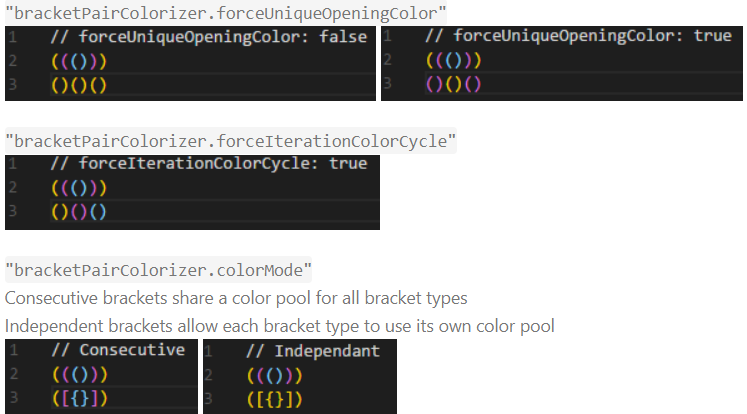 "bracketPairColorizer.forceUniqueOpeningColor"
1 // forceUniqueOpeningColor: false
2 ((()))
3 ()()()
1 // forceUniqueOpeningColor: true
2 ((()))
3 ()()()
"bracketPairColorizer.forceIterationColorCycle"
1 // forceIterationColorCycle: true
2 ((()))
3 ()()()
"bracketPairColorizer.colorMode"
Consecutive brackets share a color pool for all bracket types
Independent brackets allow each bracket type to use its own color pool
1 // Consecutive
2 ((()))
3 ([{}])
1 // Independant
2 ((()))
3 ([{}])